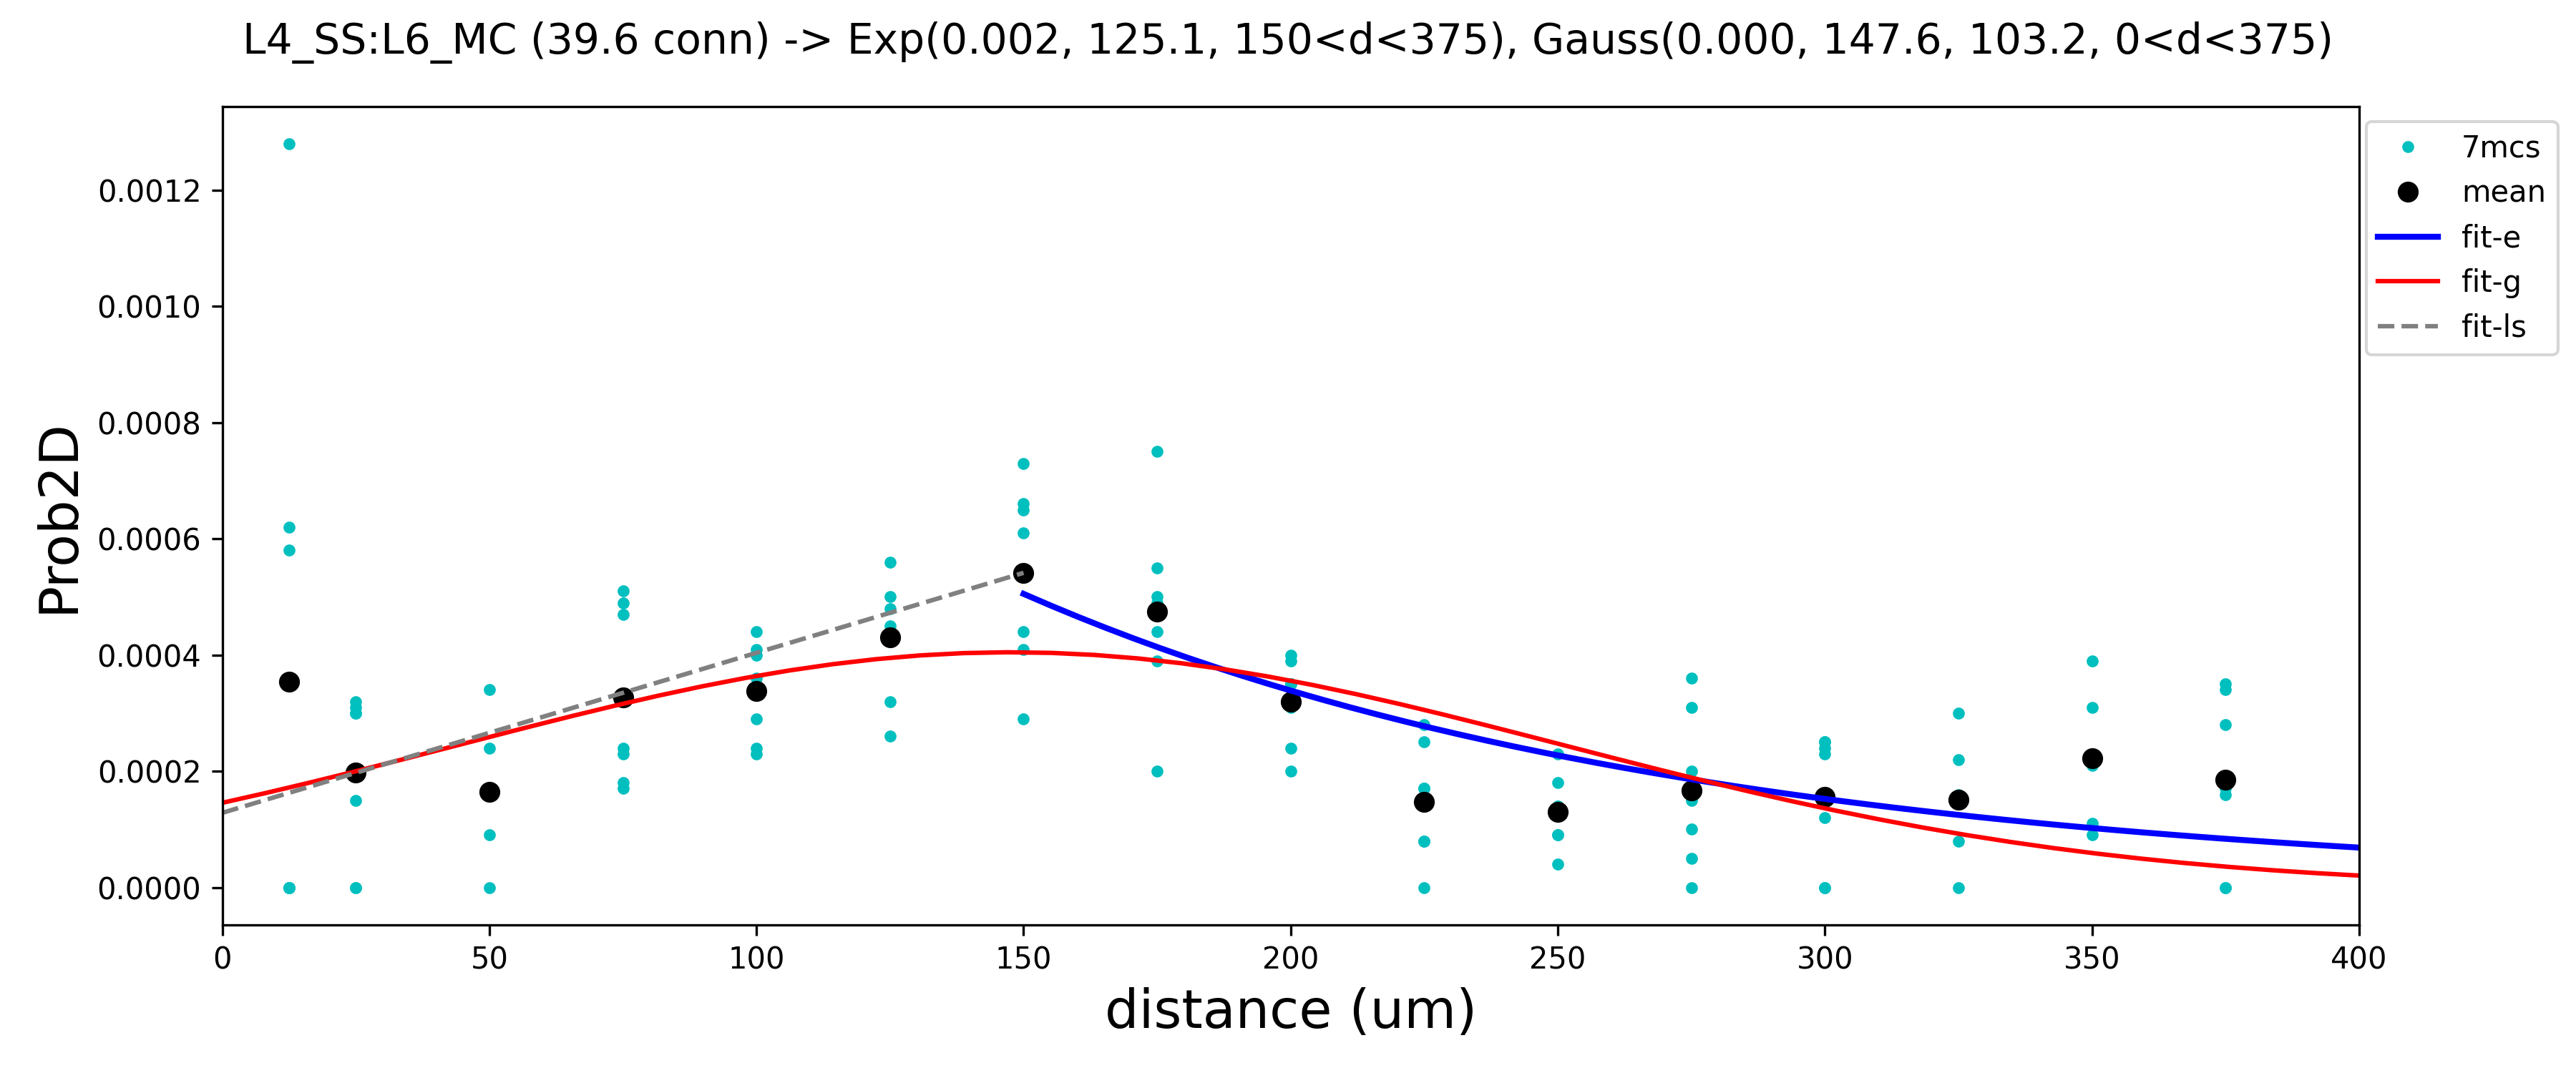 L4_SS:L6_MC (39.6 conn) -> Exp(0.002, 125.1, 150<d<375), Gauss(0.000, 147.6, 103.2, 0<d<375)
7mcs
mean
fit-e
fit-g
fit-ls
Prob2D
0.0012
0.0010
0.0008
0.0006
0.0004
0.0002
0.0000
0 50 100 150 200 250 300 350 400
distance (um)